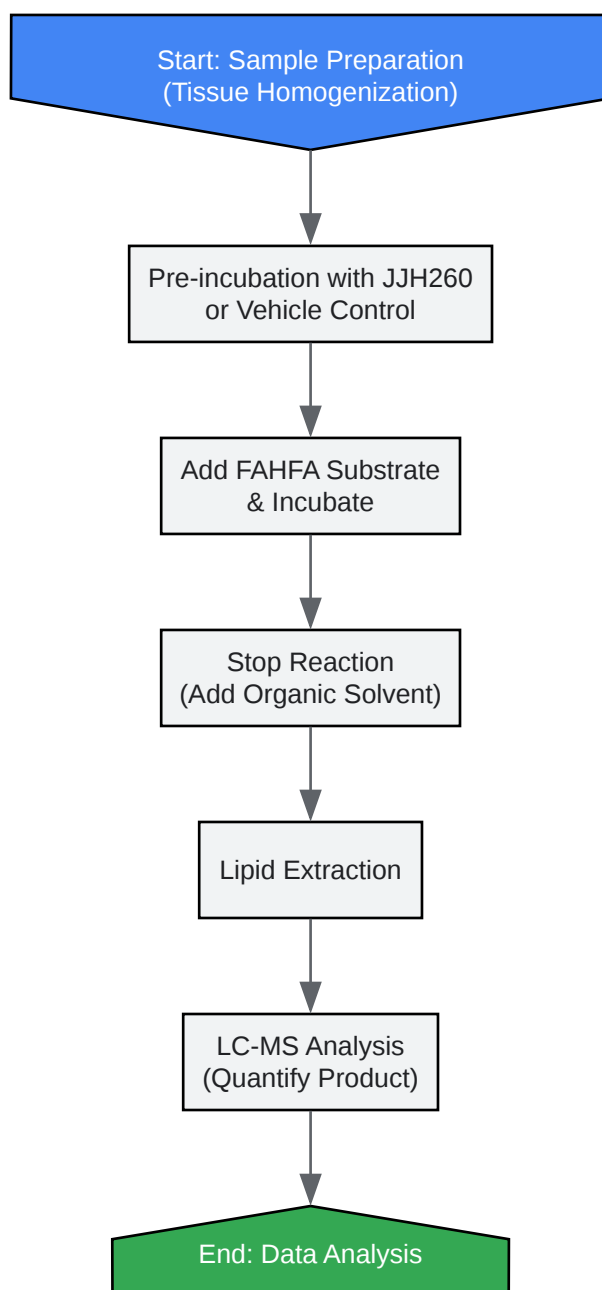 Start: Sample Preparation
(Tissue Homogenization)
Pre-incubation with JJH260
or Vehicle Control
Add FAHFA Substrate
& Incubate
Stop Reaction
(Add Organic Solvent)
Lipid Extraction
LC-MS Analysis
(Quantify Product)
End: Data Analysis